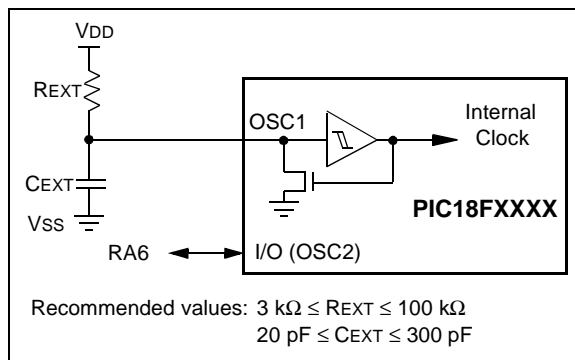 VDD
REXT
OSC1
Internal
Clock
CEXT
PIC18FXXXX
VSS
RA6
I/O (OSC2)
Recommended values: 3 kΩ ≤ REXT ≤ 100 kΩ
20 pF ≤ CEXT ≤ 300 pF